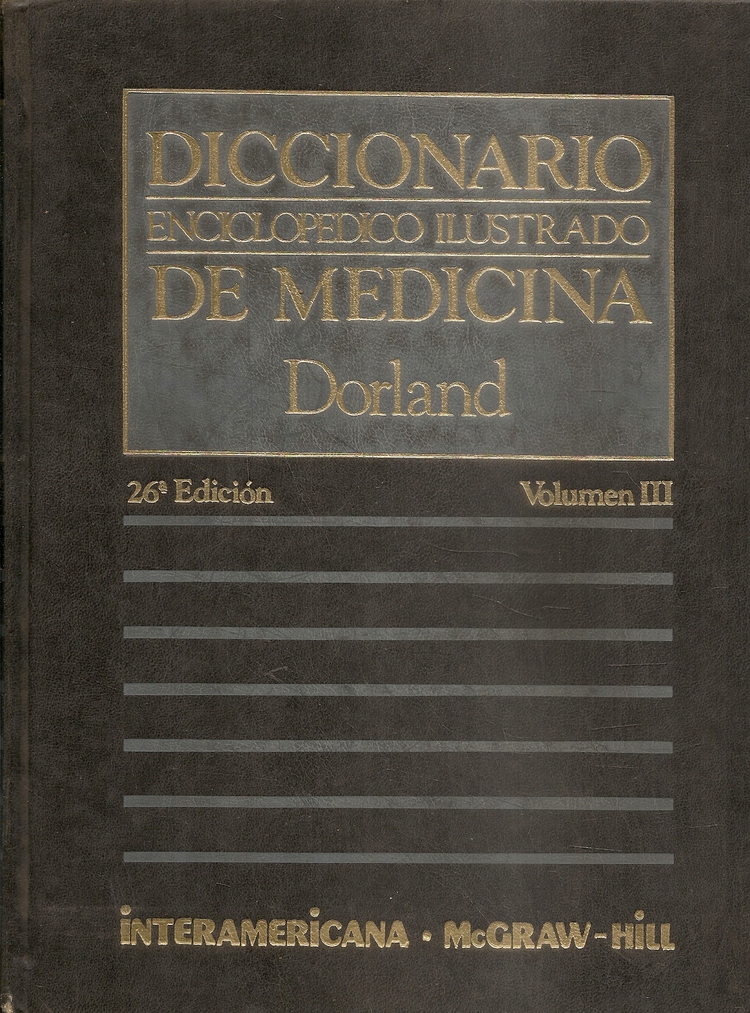 DICCIONARIO
ENCICLOPEDICO ILUSTRADO
DE MEDICINA
Dorland
26ª Edición Volumen III
iNTERAMERiCANA • McGRAW-HiLL